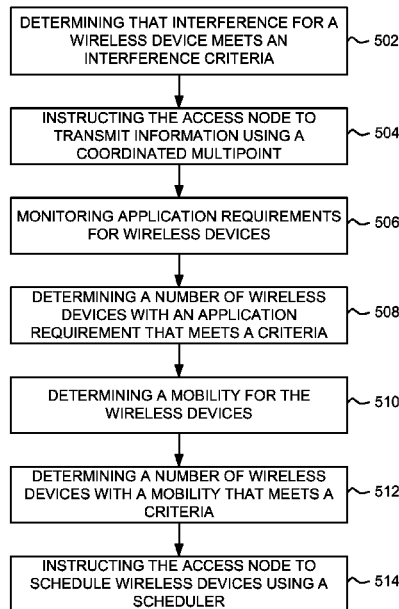 DETERMINING THAT INTERFERENCE FOR A
WIRELESS DEVICE MEETS AN
INTERFERENCE CRITERIA
502
INSTRUCTING THE ACCESS NODE TO
TRANSMIT INFORMATION USING A
COORDINATED MULTIPOINT
504
MONITORING APPLICATION REQUIREMENTS
FOR WIRELESS DEVICES
506
DETERMINING A NUMBER OF WIRELESS
DEVICES WITH AN APPLICATION
REQUIREMENT THAT MEETS A CRITERIA
508
DETERMINING A MOBILITY FOR THE
WIRELESS DEVICES
510
DETERMINING A NUMBER OF WIRELESS
DEVICES WITH A MOBILITY THAT MEETS A
CRITERIA
512
INSTRUCTING THE ACCESS NODE TO
SCHEDULE WIRELESS DEVICES USING A
SCHEDULER
514